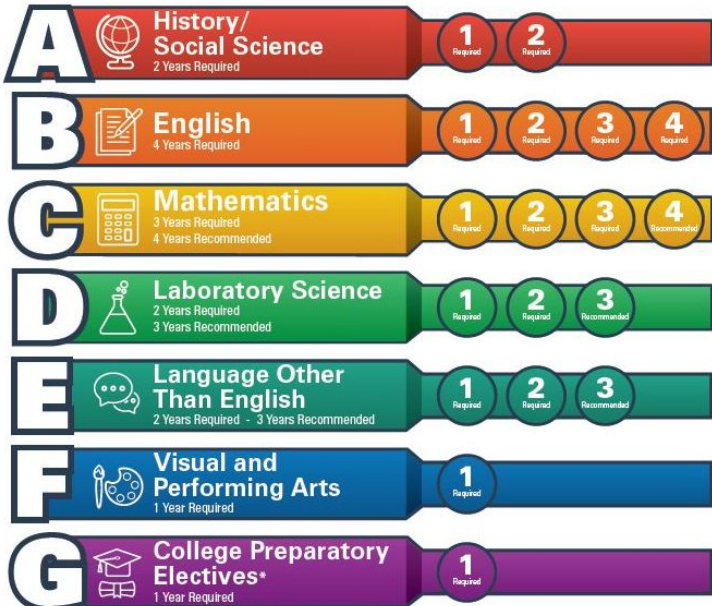 A
History/
Social Science
2 Years Required
1
Required
2
Required
B
English
4 Years Required
1
Required
2
Required
3
Required
4
Required
C
Mathematics
3 Years Required
4 Years Recommended
1
Required
2
Required
3
Required
4
Recommended
D
Laboratory Science
2 Years Required
3 Years Recommended
1
Required
2
Required
3
Recommended
E
Language Other
Than English
2 Years Required - 3 Years Recommended
1
Required
2
Required
3
Recommended
F
Visual and
Performing Arts
1 Year Required
1
Required
G
College Preparatory
Electives*
1 Year Required
1
Required